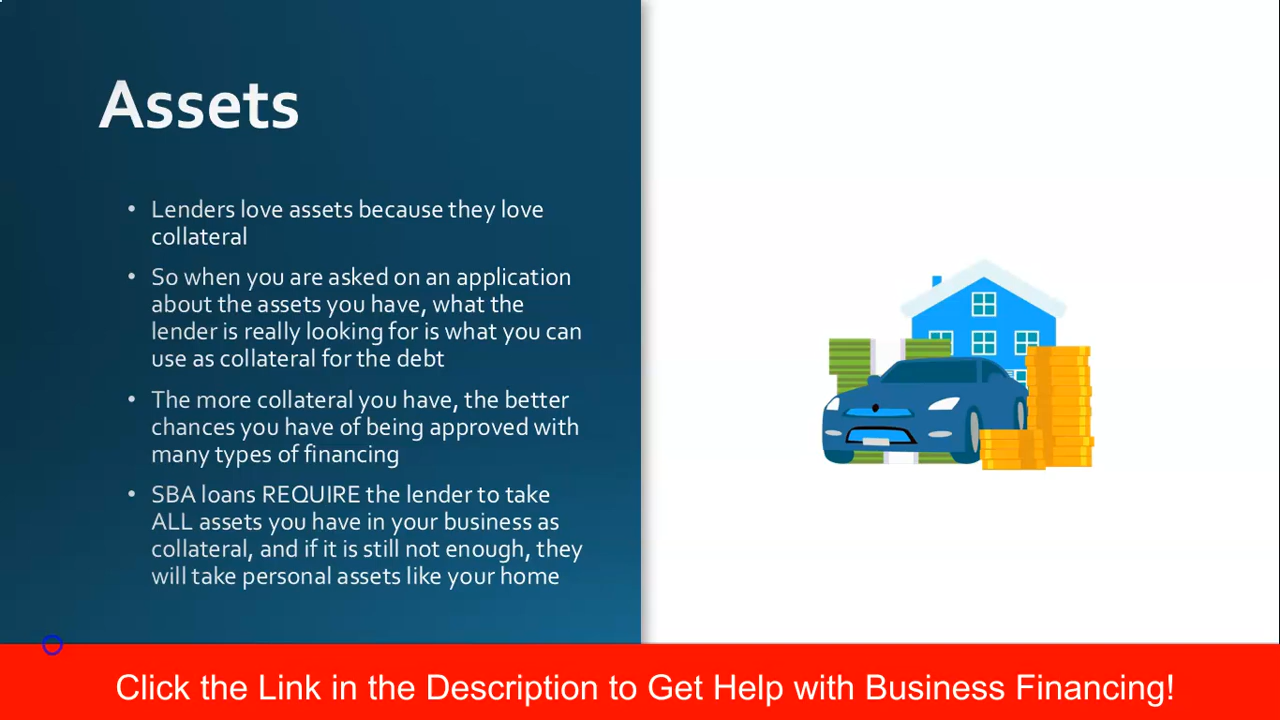 Assets
• Lenders love assets because they love
collateral
• So when you are asked on an application
about the assets you have, what the
lender is really looking for is what you can
use as collateral for the debt
• The more collateral you have, the better
chances you have of being approved with
many types of financing
• SBA loans REQUIRE the lender to take
ALL assets you have in your business as
collateral, and if it is still not enough, they
will take personal assets like your home
Click the Link in the Description to Get Help with Business Financing!